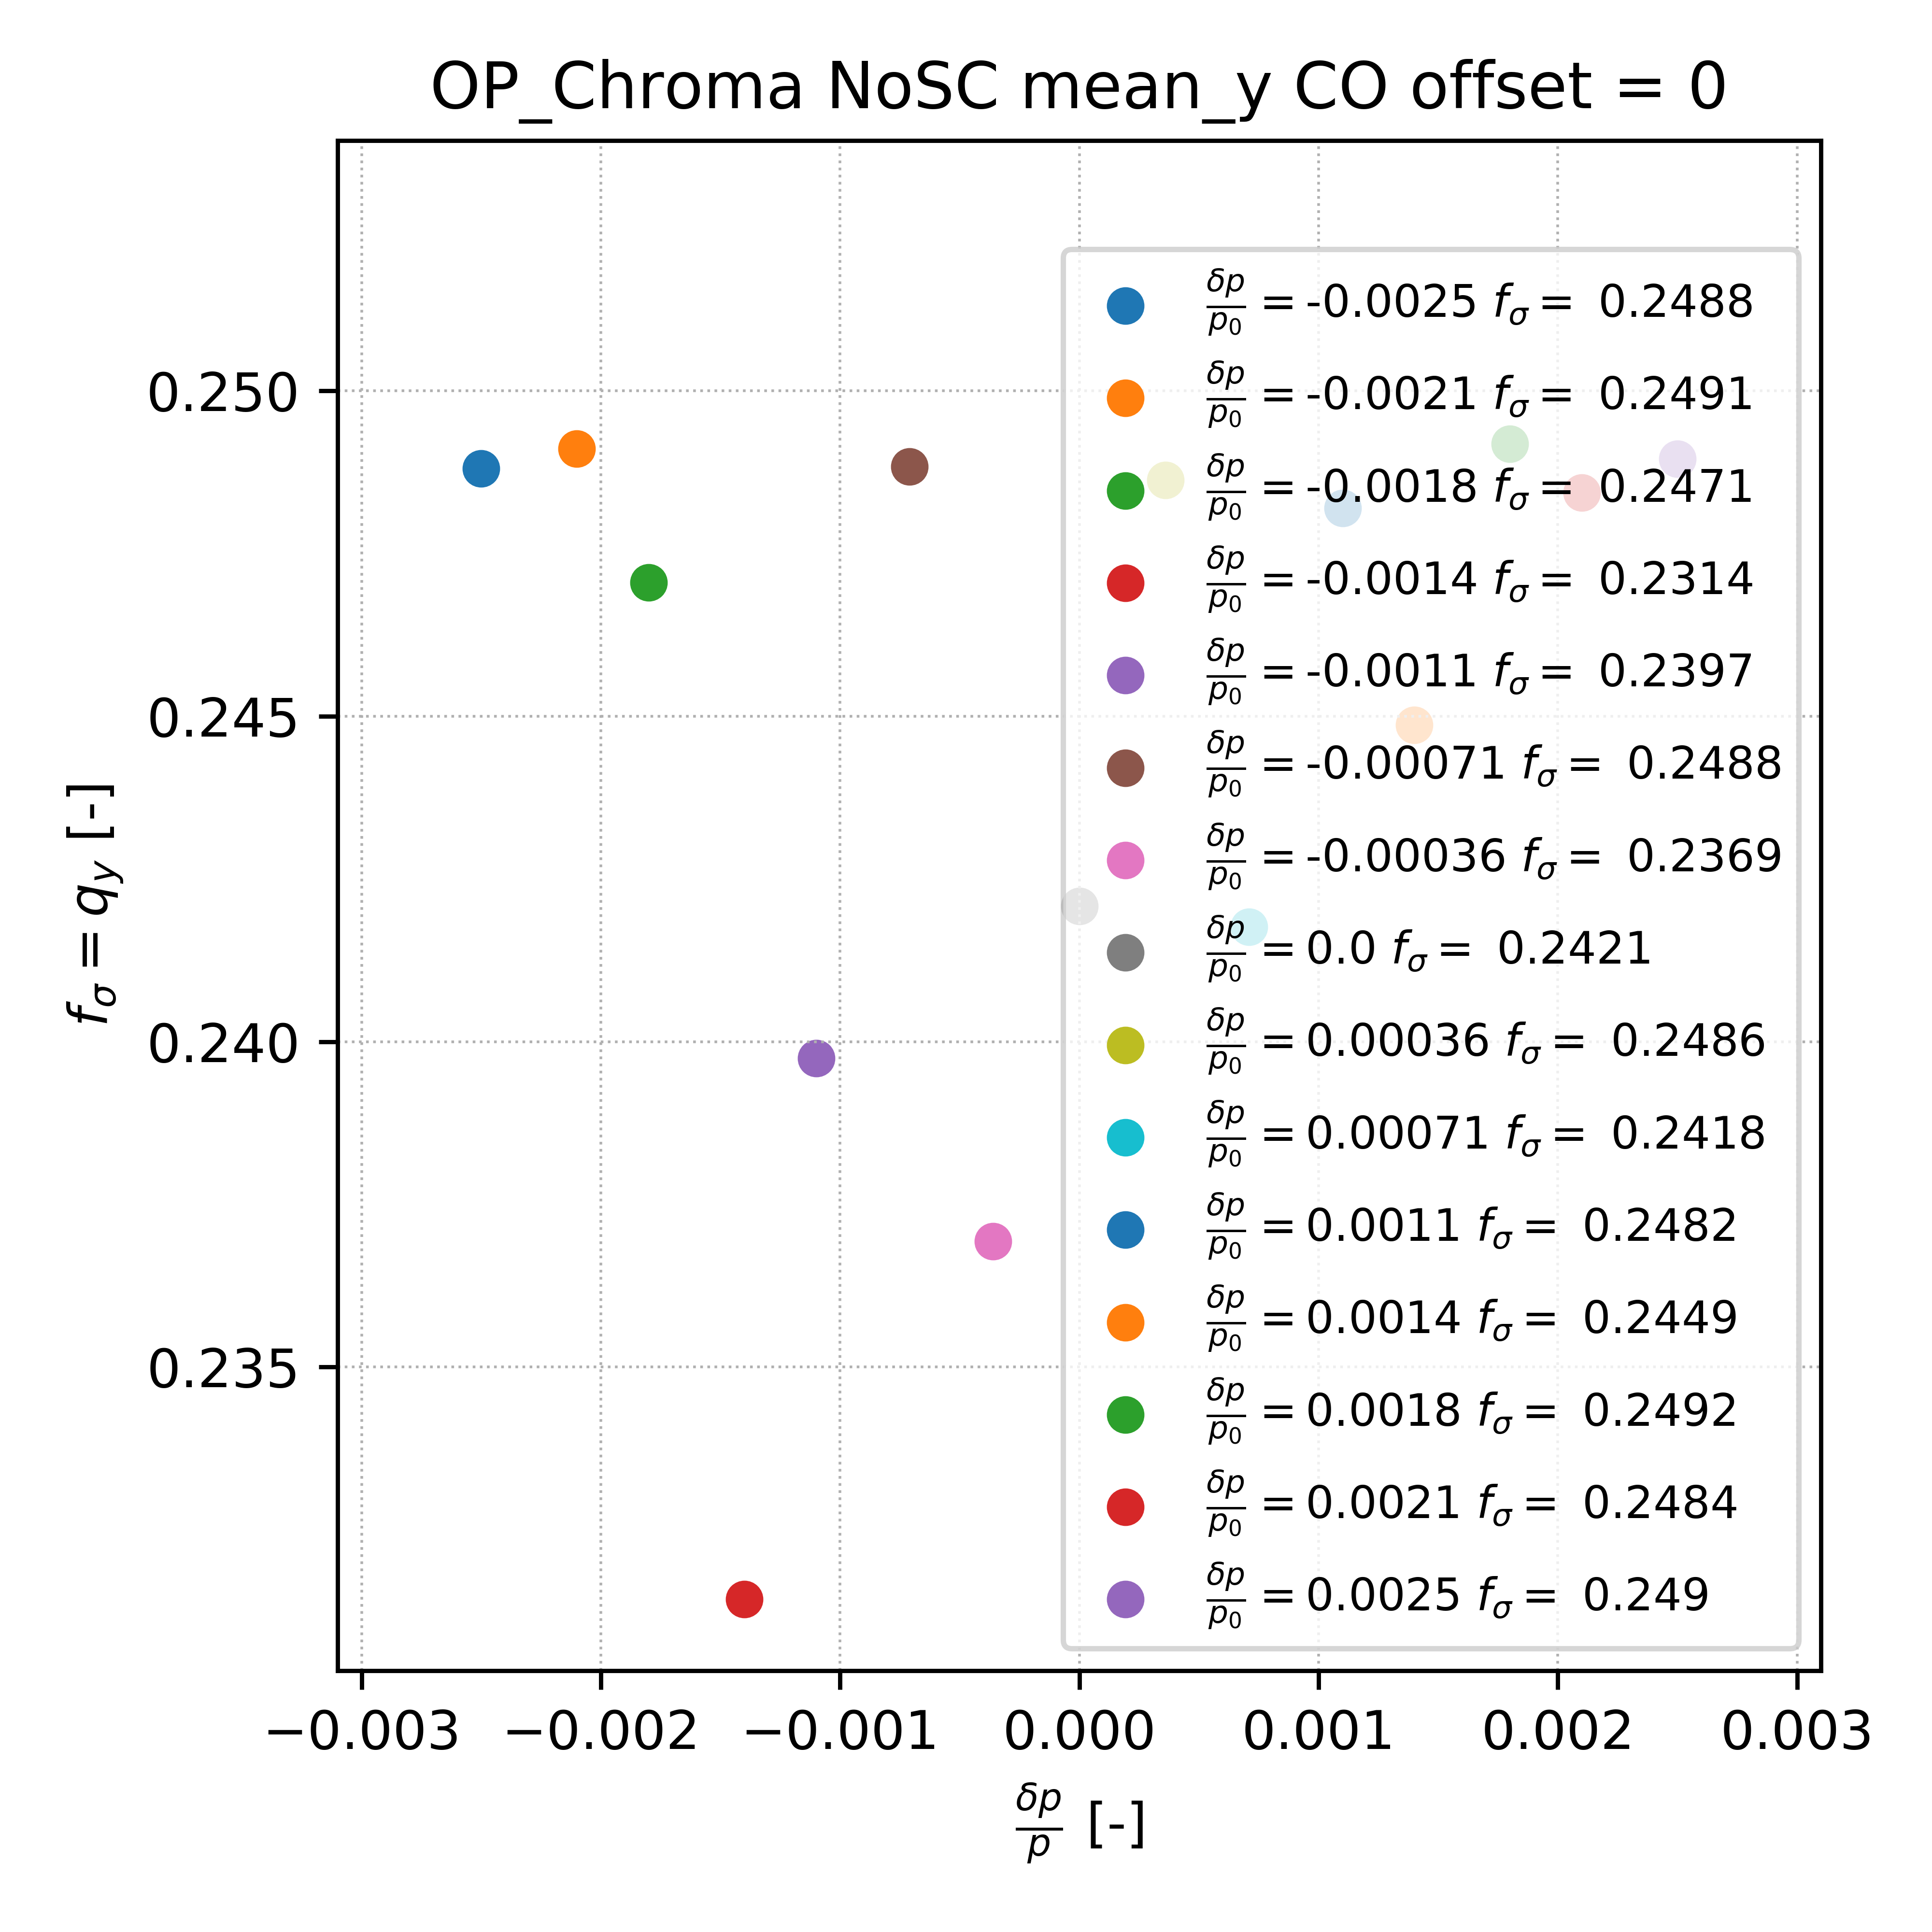 OP_Chroma NoSC mean_y CO offset = 0
0.250
0.245
0.240
0.235
f_σ = q_y [-]
−0.003 −0.002 −0.001 0.000 0.001 0.002 0.003
δp/p [-]
δp/p₀ = -0.0025 f_σ = 0.2488
δp/p₀ = -0.0021 f_σ = 0.2491
δp/p₀ = -0.0018 f_σ = 0.2471
δp/p₀ = -0.0014 f_σ = 0.2314
δp/p₀ = -0.0011 f_σ = 0.2397
δp/p₀ = -0.00071 f_σ = 0.2488
δp/p₀ = -0.00036 f_σ = 0.2369
δp/p₀ = 0.0 f_σ = 0.2421
δp/p₀ = 0.00036 f_σ = 0.2486
δp/p₀ = 0.00071 f_σ = 0.2418
δp/p₀ = 0.0011 f_σ = 0.2482
δp/p₀ = 0.0014 f_σ = 0.2449
δp/p₀ = 0.0018 f_σ = 0.2492
δp/p₀ = 0.0021 f_σ = 0.2484
δp/p₀ = 0.0025 f_σ = 0.249